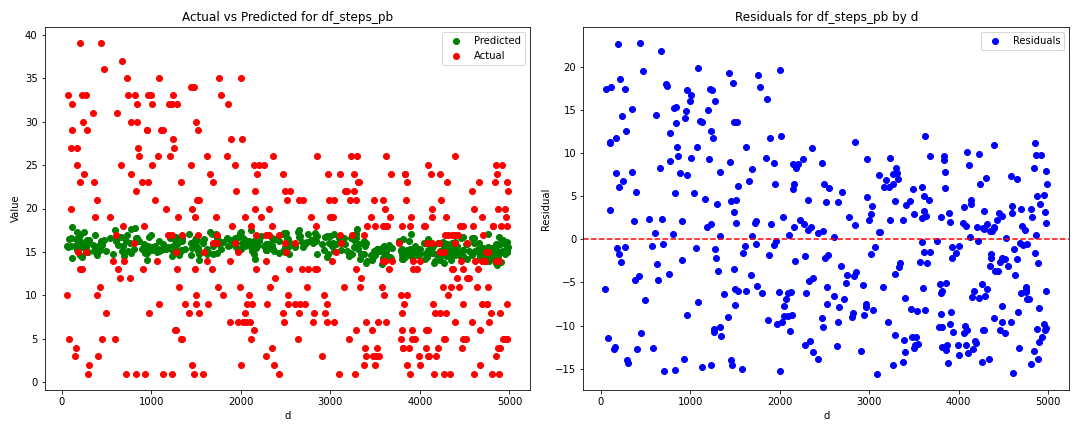 Actual vs Predicted for df_steps_pb
Predicted
Actual
Value
40
35
30
25
20
15
10
5
0
0 1000 2000 3000 4000 5000
d
Residuals for df_steps_pb by d
Residuals
Residual
20
15
10
5
0
−5
−10
−15
0 1000 2000 3000 4000 5000
d